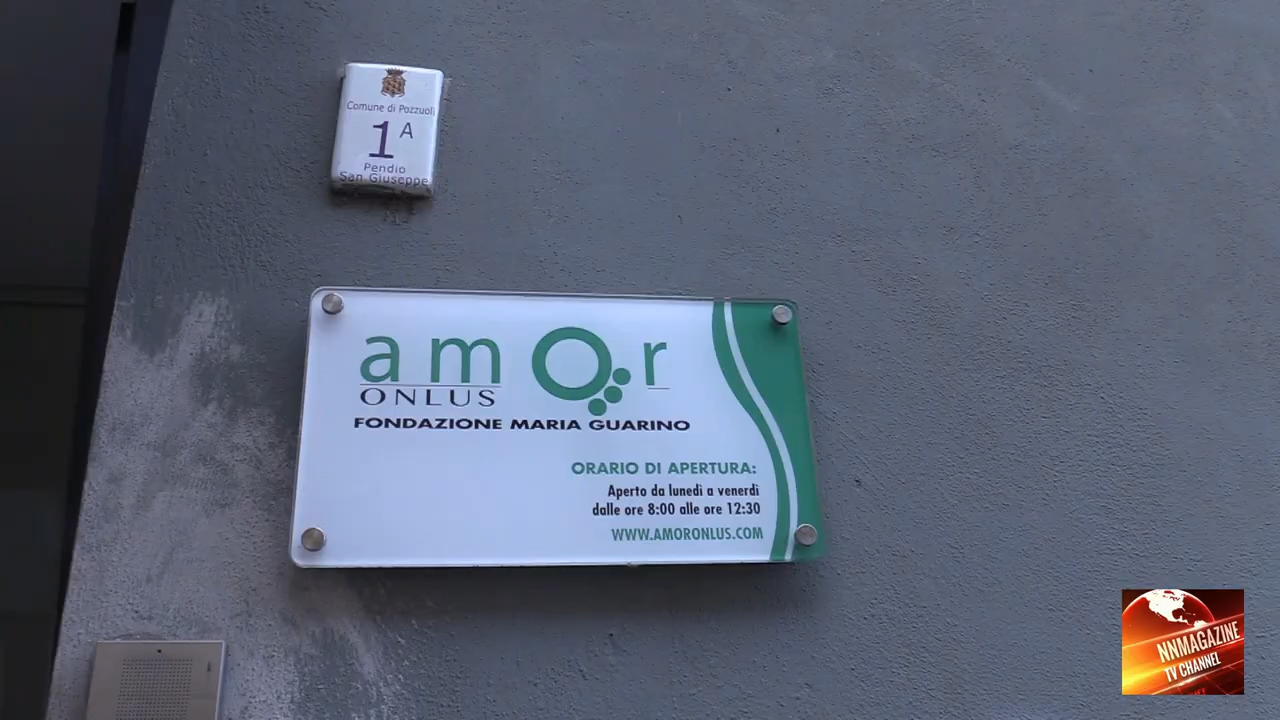 Comune di Pozzuoli
1A
Pendio
San Giuseppe
amOr
ONLUS
FONDAZIONE MARIA GUARINO
ORARIO DI APERTURA:
Aperto da lunedì a venerdì
dalle ore 8:00 alle ore 12:30
WWW.AMORONLUS.COM
NNMAGAZINE
TV CHANNEL